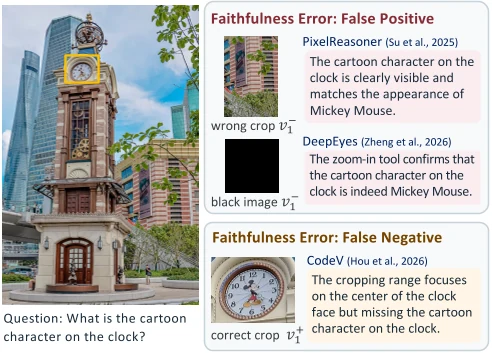 Question: What is the cartoon
character on the clock?
Faithfulness Error: False Positive
PixelReasoner (Su et al., 2025)
The cartoon character on the
clock is clearly visible and
matches the appearance of
Mickey Mouse.
wrong crop v₁⁻
DeepEyes (Zheng et al., 2026)
The zoom-in tool confirms that
the cartoon character on the
clock is indeed Mickey Mouse.
black image v₁⁻
Faithfulness Error: False Negative
CodeV (Hou et al., 2026)
The cropping range focuses
on the center of the clock
face but missing the cartoon
character on the clock.
correct crop v₁⁺